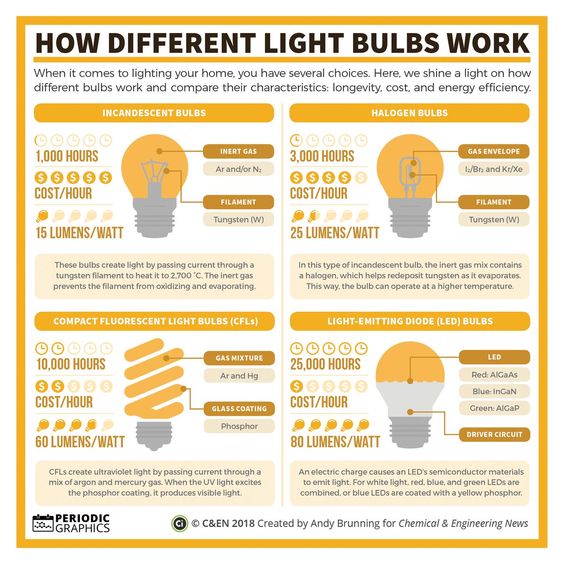 HOW DIFFERENT LIGHT BULBS WORK
When it comes to lighting your home, you have several choices. Here, we shine a light on how
different bulbs work and compare their characteristics: longevity, cost, and energy efficiency.
INCANDESCENT BULBS
1,000 HOURS
$ $ $ $ $
COST/HOUR
15 LUMENS/WATT
INERT GAS
Ar and/or N₂
FILAMENT
Tungsten (W)
These bulbs create light by passing current through a
tungsten filament to heat it to 2,700 ˚C. The inert gas
prevents the filament from oxidizing and evaporating.
HALOGEN BULBS
3,000 HOURS
$ $ $ $ $
COST/HOUR
25 LUMENS/WATT
GAS ENVELOPE
I₂/Br₂ and Kr/Xe
FILAMENT
Tungsten (W)
In this type of incandescent bulb, the inert gas mix contains
a halogen, which helps redeposit tungsten as it evaporates.
This way, the bulb can operate at a higher temperature.
COMPACT FLUORESCENT LIGHT BULBS (CFLs)
10,000 HOURS
$ $ $ $ $
COST/HOUR
60 LUMENS/WATT
GAS MIXTURE
Ar and Hg
GLASS COATING
Phosphor
CFLs create ultraviolet light by passing current through a
mix of argon and mercury gas. When the UV light excites
the phosphor coating, it produces visible light.
LIGHT-EMITTING DIODE (LED) BULBS
25,000 HOURS
$ $ $ $ $
COST/HOUR
80 LUMENS/WATT
LED
Red: AlGaAs
Blue: InGaN
Green: AlGaP
DRIVER CIRCUIT
An electric charge causes an LED's semiconductor materials
to emit light. For white light, red, blue, and green LEDs are
combined, or blue LEDs are coated with a yellow phosphor.
PERIODIC
GRAPHICS
Ci © C&EN 2018 Created by Andy Brunning for Chemical & Engineering News